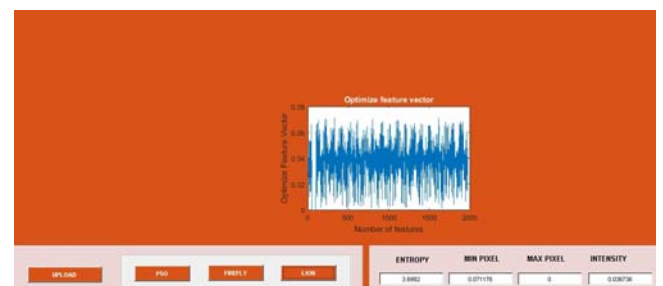 Optimize feature vector
0.08
0.06
0.04
0.02
0
Optimize Feature Vector
0 500 1000 1500 2000
Number of features
ENTROPY MIN PIXEL MAX PIXEL INTENSITY
UPLOAD PSO FIREFLY LION
0.071176 0 0.036736